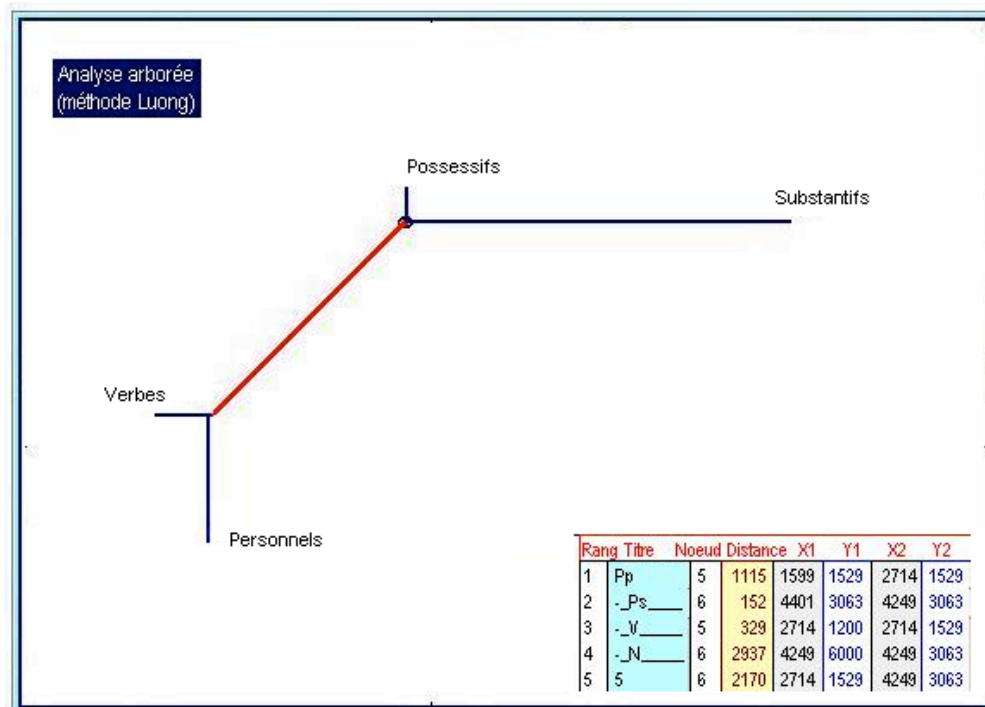 Analyse arborée
(méthode Luong)
Possessifs
Substantifs
Verbes
Personnels
Rang Titre Noeud Distance X1 Y1 X2 Y2
1 Pp 5 1115 1599 1529 2714 1529
2 -_Ps____ 6 152 4401 3063 4249 3063
3 -_V_____ 5 329 2714 1200 2714 1529
4 -_N_____ 6 2937 4249 6000 4249 3063
5 5 6 2170 2714 1529 4249 3063